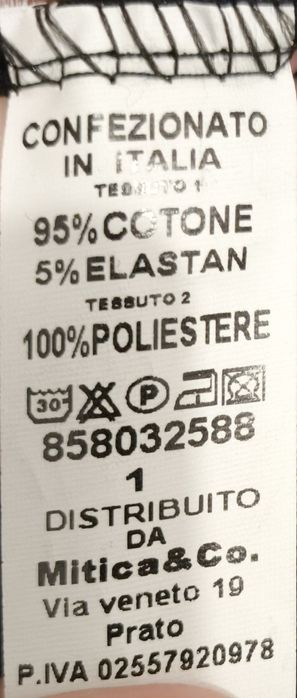 CONFEZIONATO
IN ITALIA
TESSUTO 1
95%COTONE
5%ELASTAN
TESSUTO 2
100%POLIESTERE
30 P
858032588
1
DISTRIBUITO
DA
Mitica&Co.
Via veneto 19
Prato
P.IVA 02557920978